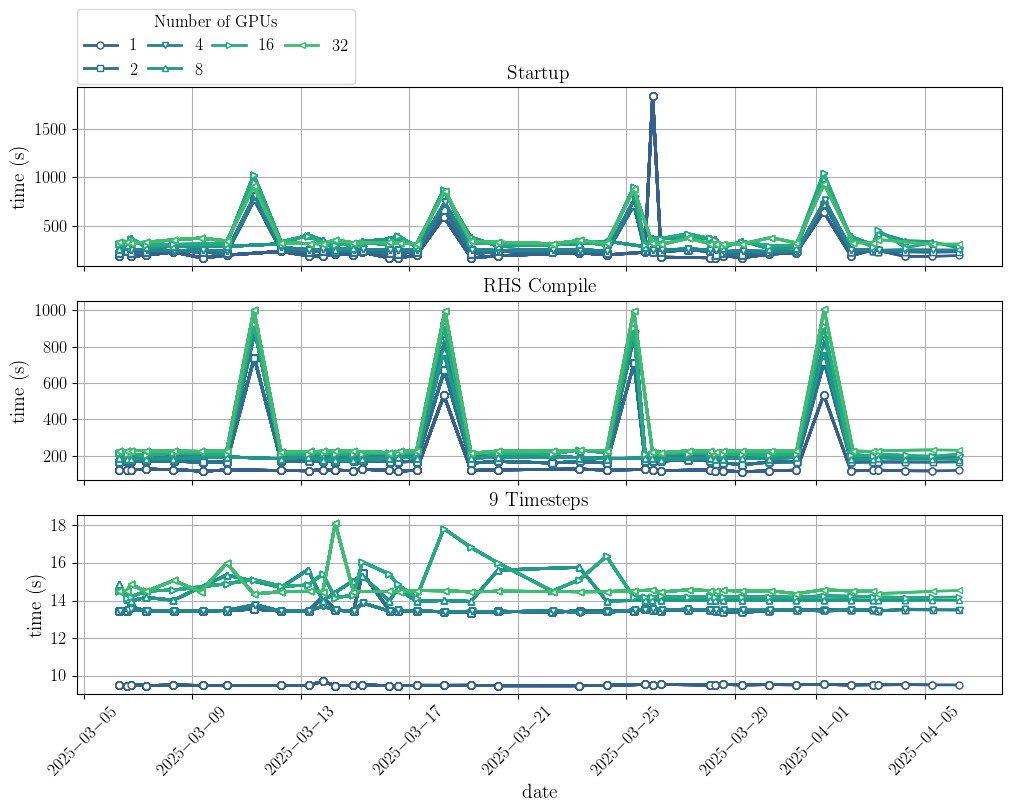 Number of GPUs
1 4 16 32
2 8
Startup
1500
1000
500
time (s)
RHS Compile
1000
800
600
400
200
time (s)
9 Timesteps
18
16
14
12
10
time (s)
2025−03−05 2025−03−09 2025−03−13 2025−03−17 2025−03−21 2025−03−25 2025−03−29 2025−04−01 2025−04−05
date